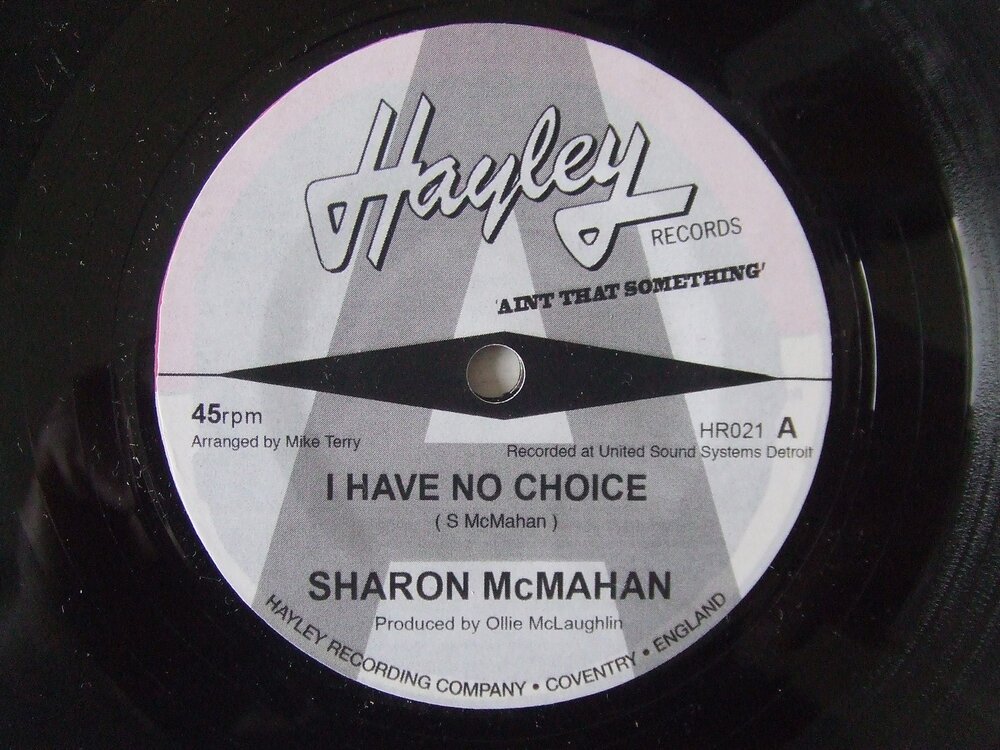 Hayley
RECORDS
'AINT THAT SOMETHING'
45rpm
Arranged by Mike Terry
HR021 A
Recorded at United Sound Systems Detroit
I HAVE NO CHOICE
( S McMahan )
SHARON McMAHAN
Produced by Ollie McLaughlin
HAYLEY RECORDING COMPANY • COVENTRY • ENGLAND